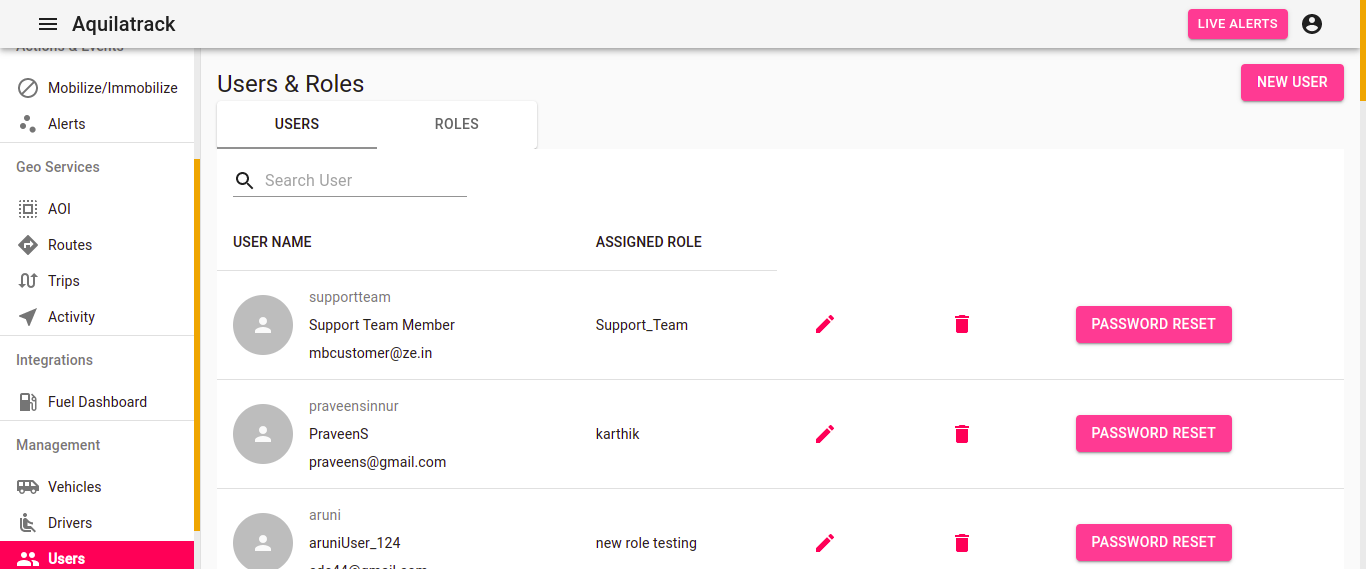 Aquilatrack
LIVE ALERTS
Actions & Events
Mobilize/Immobilize
Alerts
Geo Services
AOI
Routes
Trips
Activity
Integrations
Fuel Dashboard
Management
Vehicles
Drivers
Users
Users & Roles
NEW USER
USERS
ROLES
Search User
USER NAME
ASSIGNED ROLE
supportteam
Support Team Member
Support_Team
PASSWORD RESET
mbcustomer@ze.in
praveensinnur
PraveenS
karthik
PASSWORD RESET
praveens@gmail.com
aruni
aruniUser_124
new role testing
PASSWORD RESET